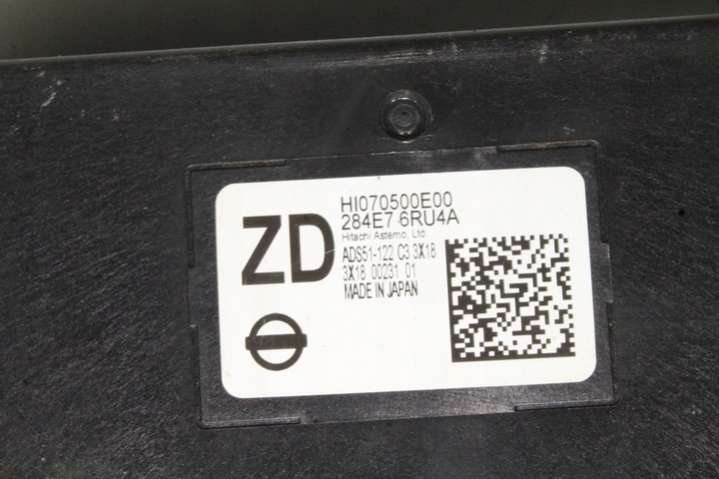 ZD
HI070500E00
284E7 6RU4A
Hitachi Astemo, Ltd.
ADS51-122 C3 3X18
3X18 00231 01
MADE IN JAPAN